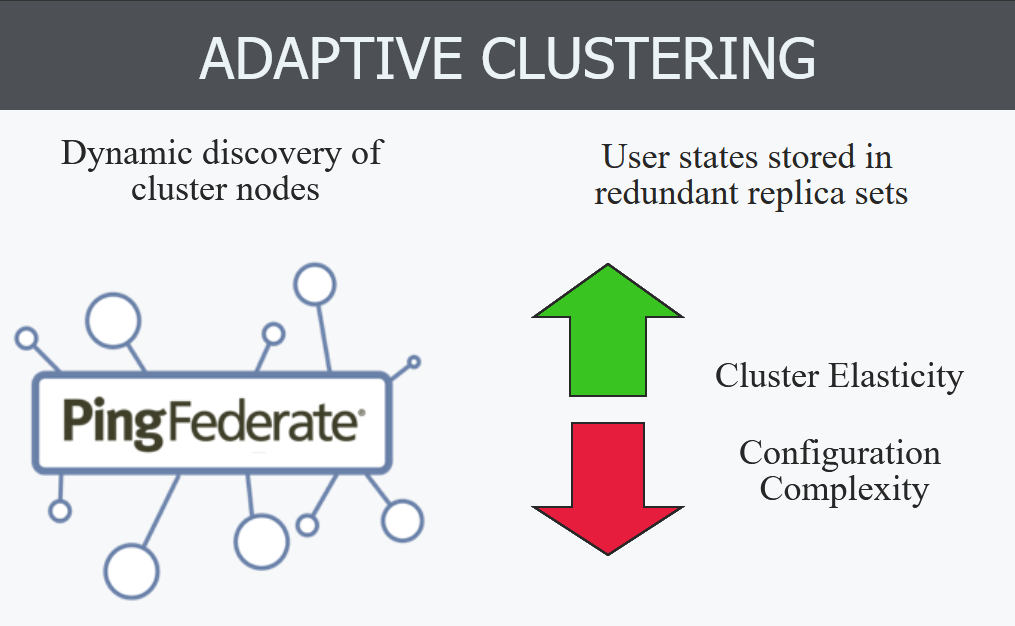 ADAPTIVE CLUSTERING
Dynamic discovery of
cluster nodes
User states stored in
redundant replica sets
PingFederate®
Cluster Elasticity
Configuration
Complexity